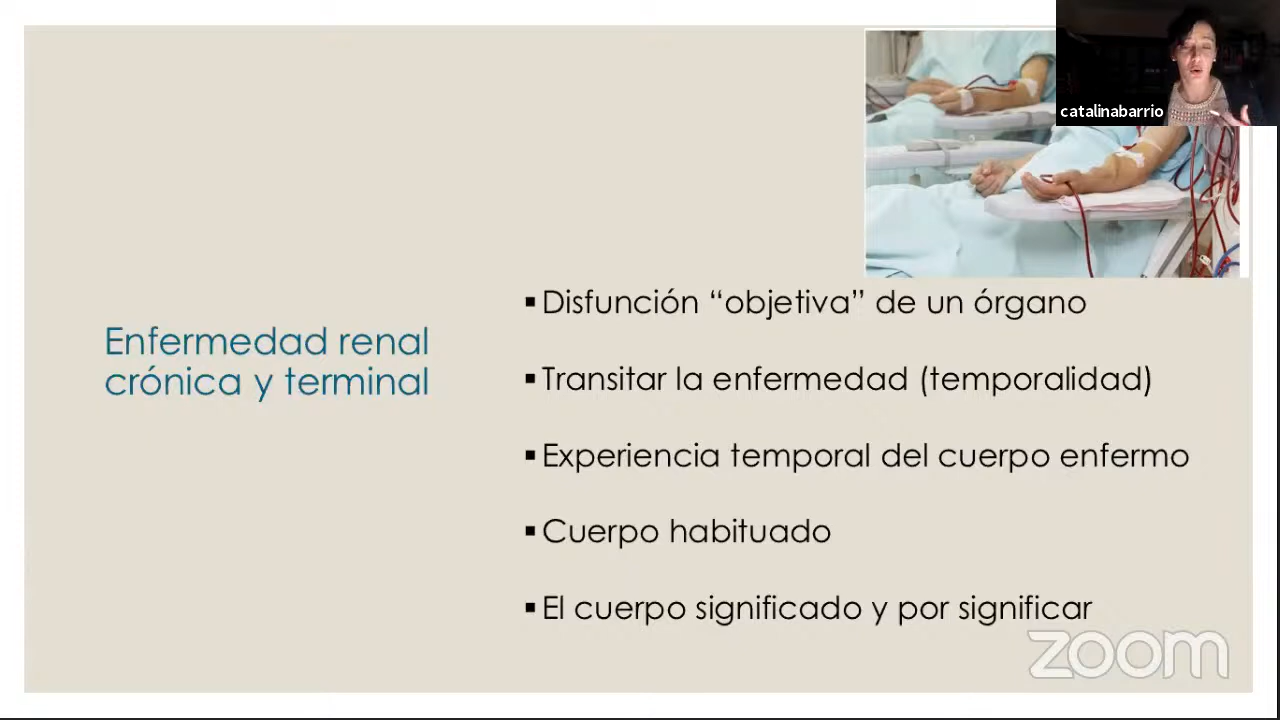 catalinabarrio
Enfermedad renal
crónica y terminal
▪Disfunción “objetiva” de un órgano
▪Transitar la enfermedad (temporalidad)
▪Experiencia temporal del cuerpo enfermo
▪Cuerpo habituado
▪El cuerpo significado y por significar
zoom